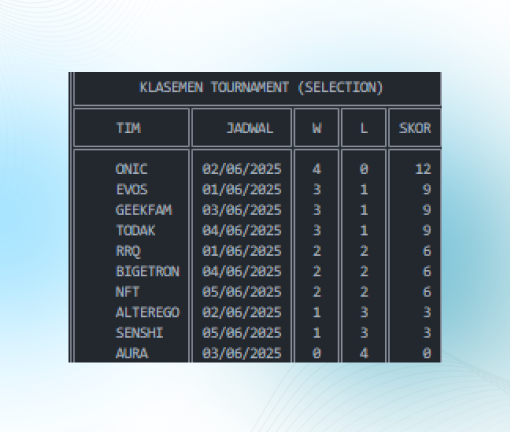 KLASEMEN TOURNAMENT (SELECTION)
TIM JADWAL W L SKOR
ONIC 02/06/2025 4 0 12
EVOS 01/06/2025 3 1 9
GEEKFAM 03/06/2025 3 1 9
TODAK 04/06/2025 3 1 9
RRQ 01/06/2025 2 2 6
BIGETRON 04/06/2025 2 2 6
NFT 05/06/2025 2 2 6
ALTEREGO 02/06/2025 1 3 3
SENSHI 05/06/2025 1 3 3
AURA 03/06/2025 0 4 0